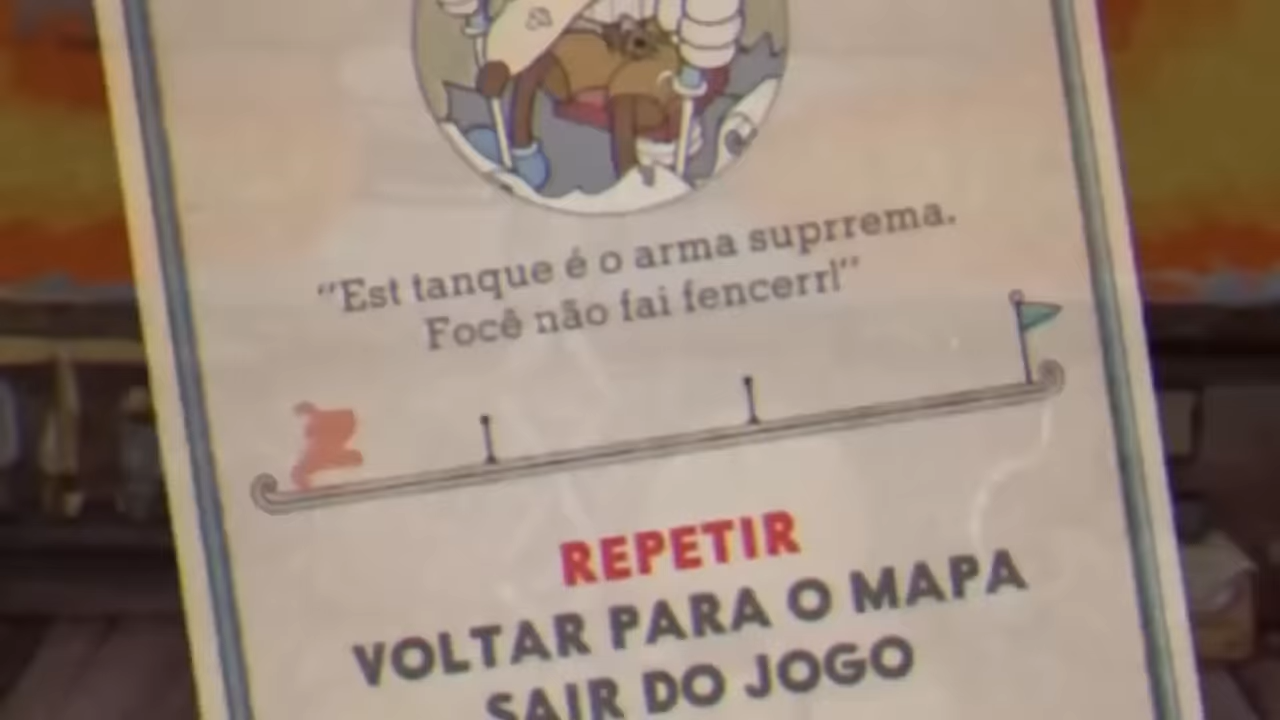 “Est tanque é o arma suprrema.
Focê não fai fencerr!”
REPETIR
VOLTAR PARA O MAPA
SAIR DO JOGO